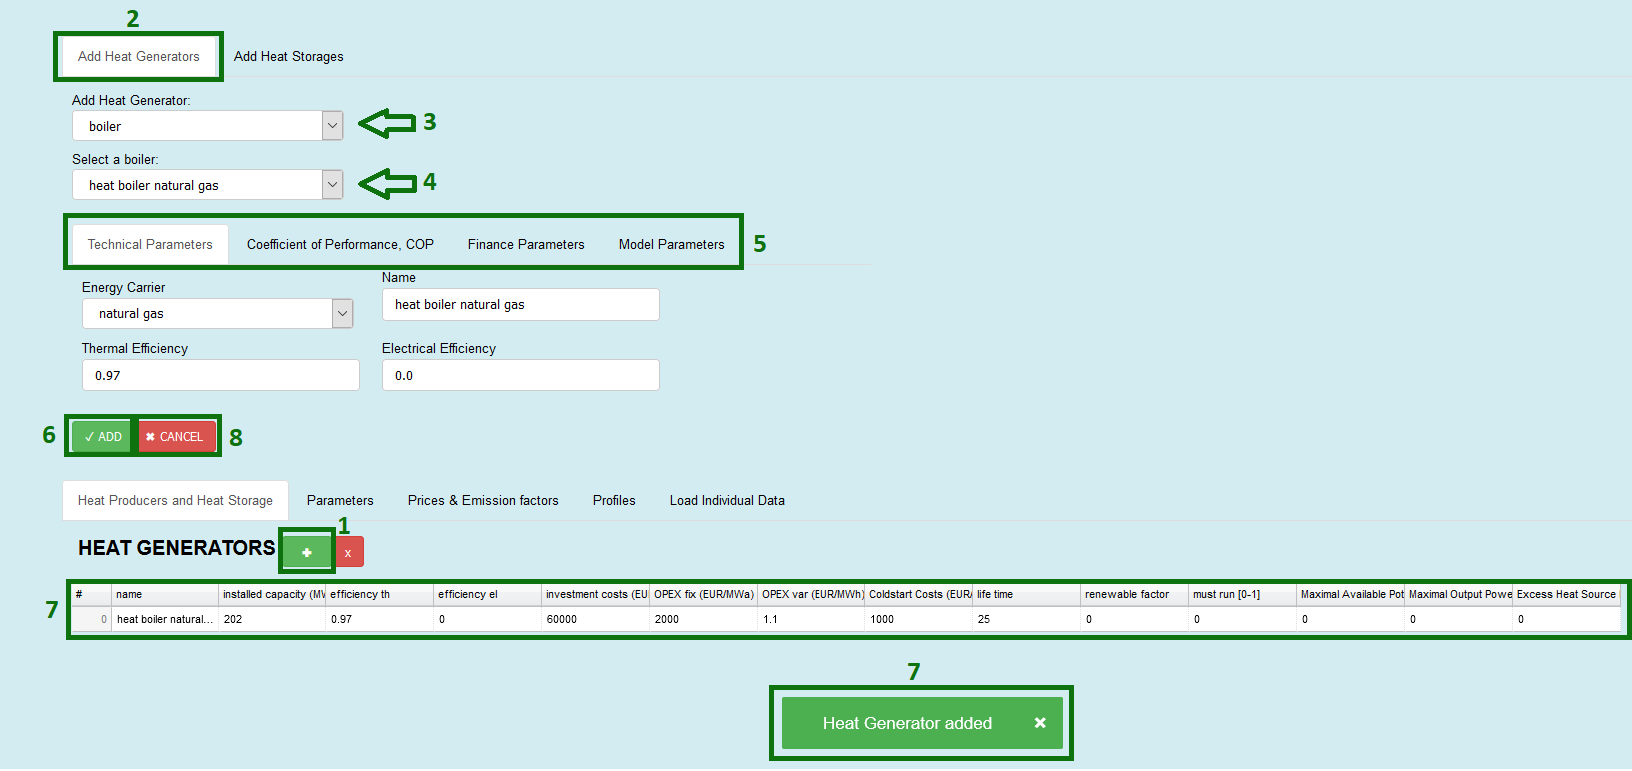 2
Add Heat Generators Add Heat Storages
Add Heat Generator:
boiler
3
Select a boiler:
heat boiler natural gas
4
Technical Parameters Coefficient of Performance, COP Finance Parameters Model Parameters
5
Energy Carrier Name
natural gas heat boiler natural gas
Thermal Efficiency Electrical Efficiency
0.97 0.0
6 ✓ ADD ✖ CANCEL 8
Heat Producers and Heat Storage Parameters Prices & Emission factors Profiles Load Individual Data
1
HEAT GENERATORS + x
7
# name installed capacity (MW efficiency th efficiency el investment costs (EU OPEX fix (EUR/MWa) OPEX var (EUR/MWh) Coldstart Costs (EUR/ life time renewable factor must run [0-1] Maximal Available Pot Maximal Output Powe Excess Heat Source
0 heat boiler natural... 202 0.97 0 60000 2000 1.1 1000 25 0 0 0 0 0
7
Heat Generator added ✖